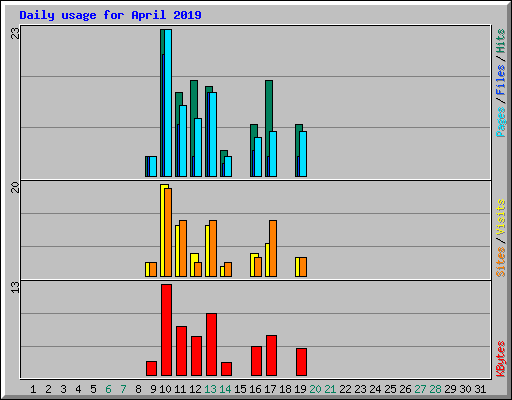 Daily usage for April 2019
23
Pages / Files / Hits
20
Sites / Visits
13
KBytes
1 2 3 4 5 6 7 8 9 10 11 12 13 14 15 16 17 18 19 20 21 22 23 24 25 26 27 28 29 30 31